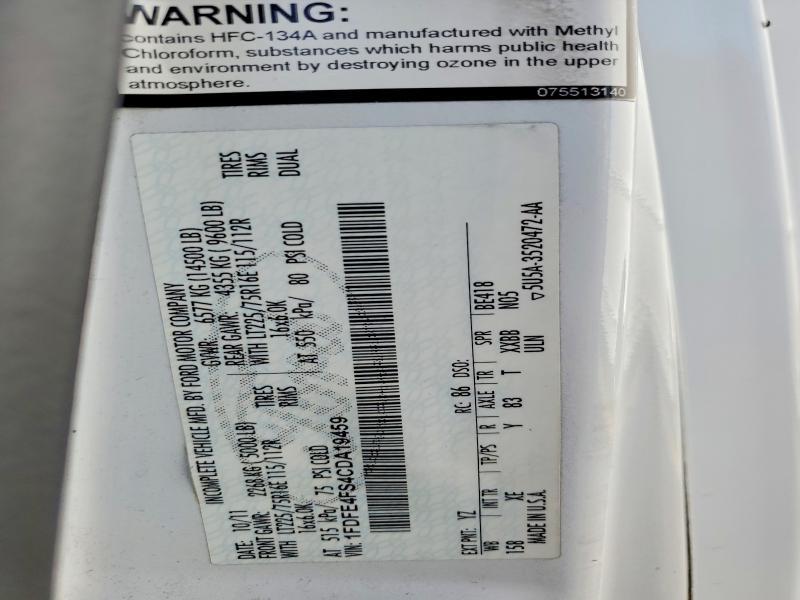 WARNING:
contains HFC-134A and manufactured with Methyl
Chloroform, substances which harms public health
and environment by destroying ozone in the upper
atmosphere.
075513140
INCOMPLETE VEHICLE MFD. BY FORD MOTOR COMPANY
DATE: 10/11 GVWR: 6577 KG (14500 LB)
FRONT GAWR: 2268 KG (5000 LB) REAR GAWR: 4355 KG (9600 LB)
WITH LT225/75R16E 115/112R TIRES WITH LT225/75R16E 115/112R TIRES
16x6.0K RIMS 16x6.0K RIMS
AT 515 kPa/ 75 PSI COLD AT 550 kPa/ 80 PSI COLD DUAL
VIN: 1FDFE4FS4CDA19459
EXT PNT: YZ RC: 86 DSO:
WB INT TR TP/PS R AXLE TR SPR BE418
158 XE Y 83 T XXBB N05
MADE IN U.S.A. ULN
▽5U5A-3520472-AA